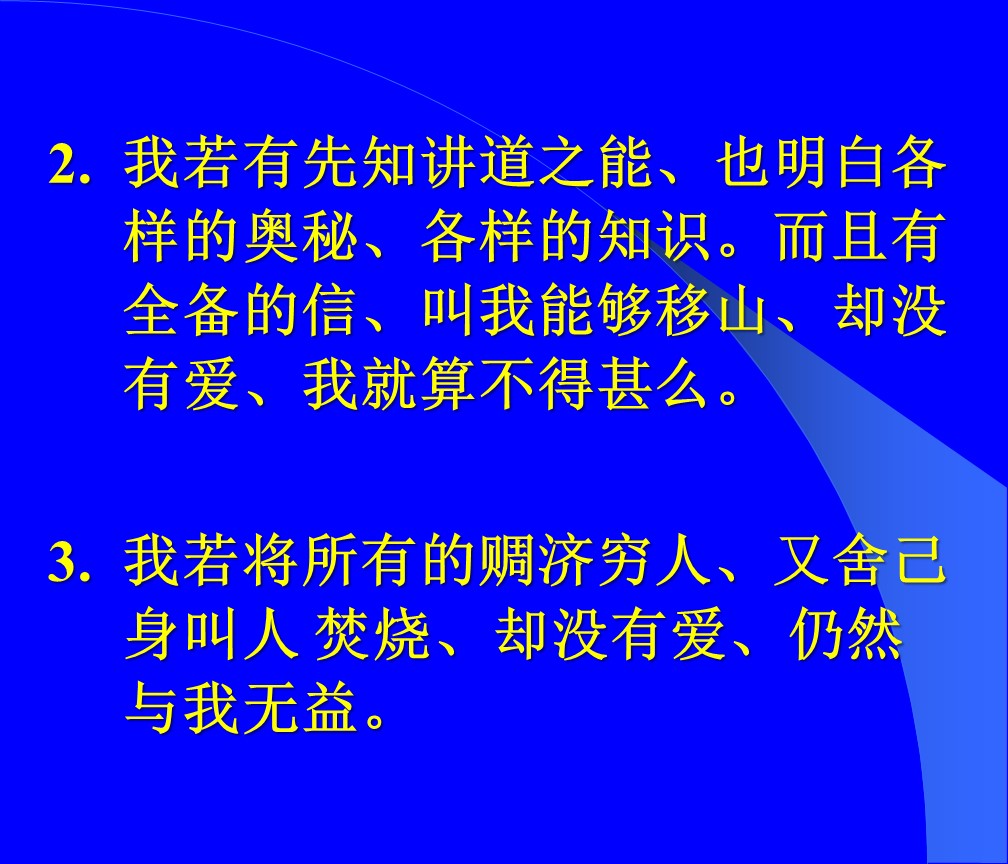 2. 我若有先知讲道之能、也明白各
样的奥秘、各样的知识。而且有
全备的信、叫我能够移山、却没
有爱、我就算不得甚么。
3. 我若将所有的赒济穷人、又舍己
身叫人 焚烧、却没有爱、仍然
与我无益。